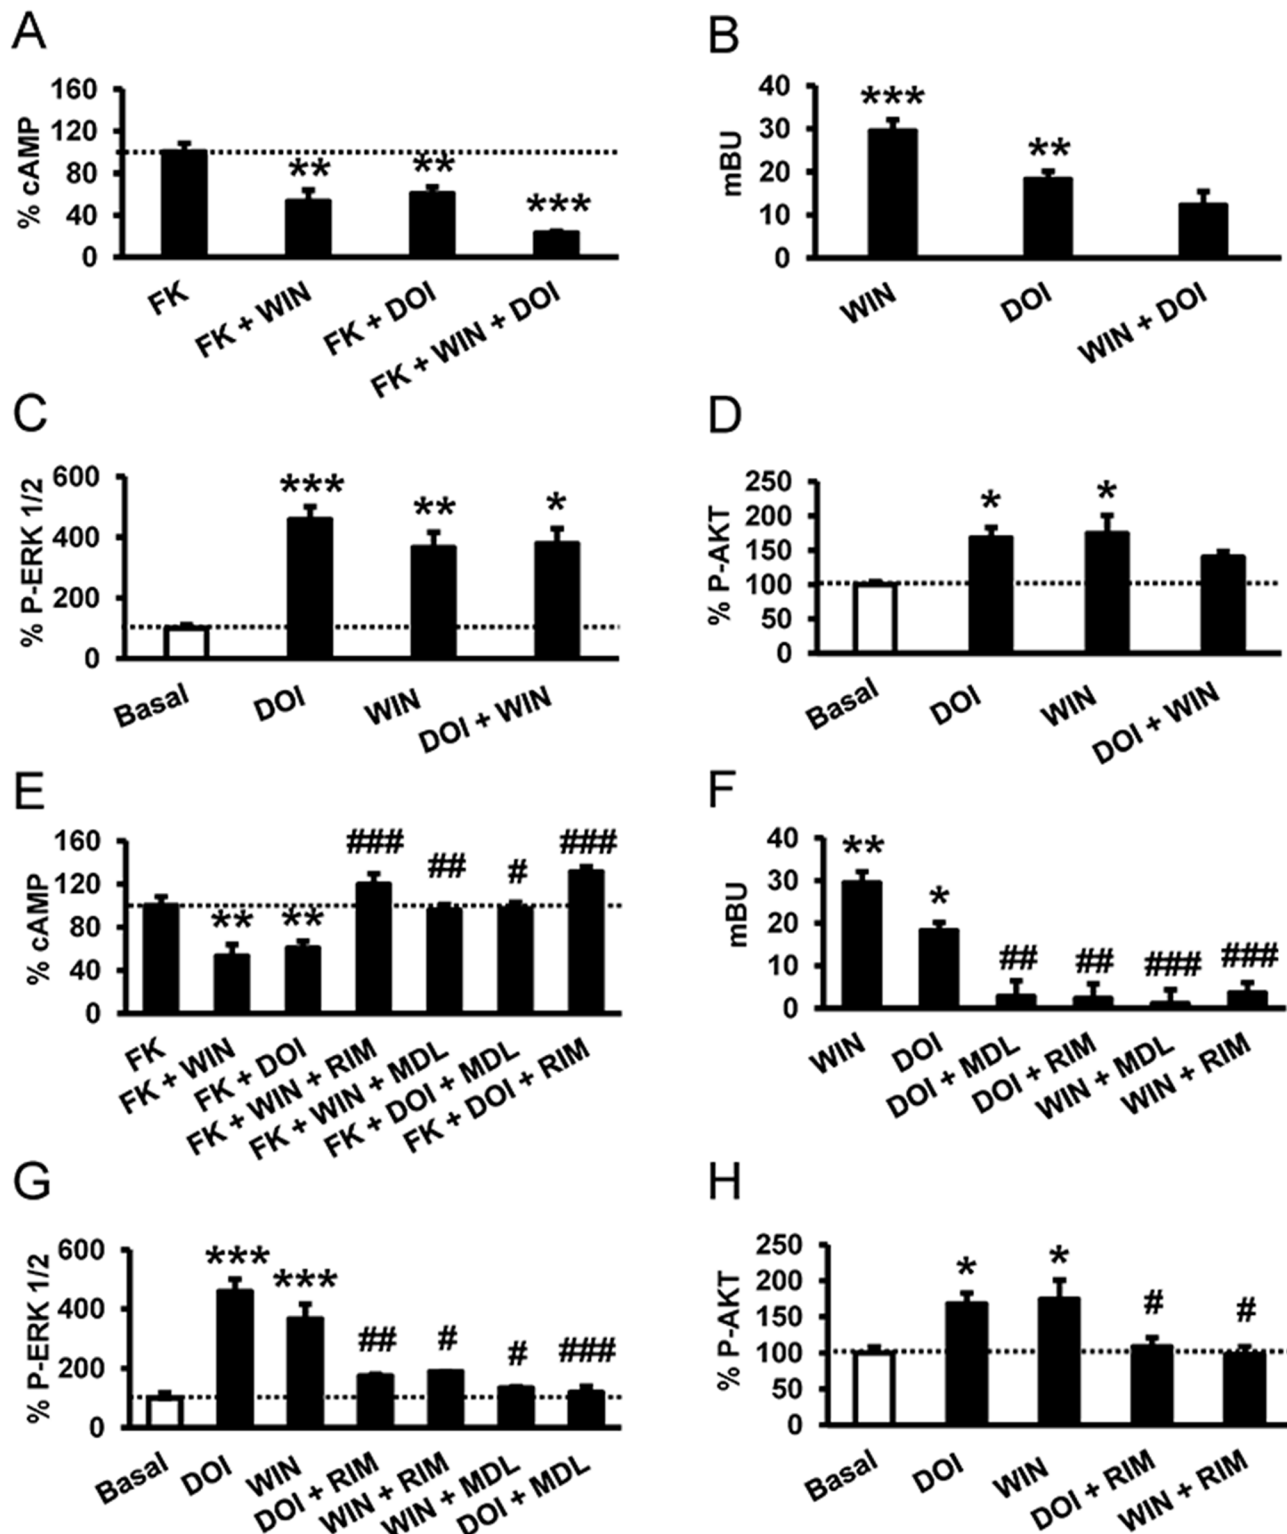 A
% cAMP
160
120
80
40
0
**
**
***
FK
FK + WIN
FK + DOI
FK + WIN + DOI
B
mBU
40
30
20
10
0
***
**
WIN
DOI
WIN + DOI
C
% P-ERK 1/2
600
400
200
0
***
**
*
Basal
DOI
WIN
DOI + WIN
D
% P-AKT
250
200
150
100
50
0
*
*
Basal
DOI
WIN
DOI + WIN
E
% cAMP
160
120
80
40
0
**
**
###
##
#
###
FK
FK + WIN
FK + DOI
FK + WIN + RIM
FK + WIN + MDL
FK + DOI + MDL
FK + DOI + RIM
F
mBU
40
30
20
10
0
**
*
##
##
###
###
WIN
DOI
DOI + MDL
DOI + RIM
WIN + MDL
WIN + RIM
G
% P-ERK 1/2
600
400
200
0
***
***
##
#
#
###
Basal
DOI
WIN
DOI + RIM
WIN + RIM
WIN + MDL
DOI + MDL
H
% P-AKT
250
200
150
100
50
0
*
*
#
#
Basal
DOI
WIN
DOI + RIM
WIN + RIM